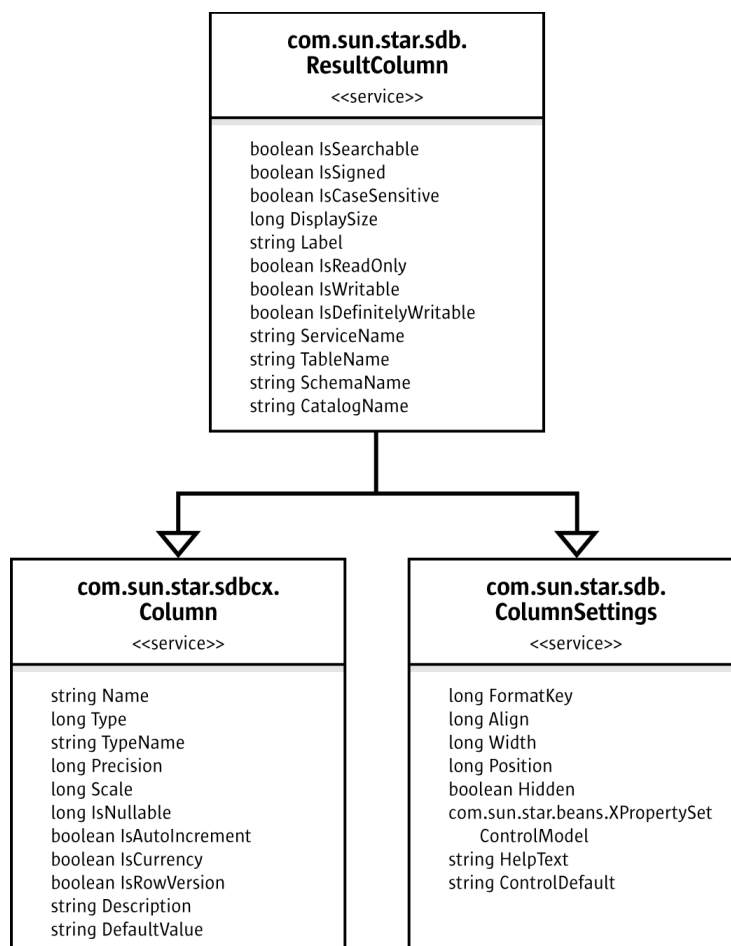 com.sun.star.sdb.
ResultColumn
<<service>>
boolean IsSearchable
boolean IsSigned
boolean IsCaseSensitive
long DisplaySize
string Label
boolean IsReadOnly
boolean IsWritable
boolean IsDefinitelyWritable
string ServiceName
string TableName
string SchemaName
string CatalogName
com.sun.star.sdbcx.
Column
<<service>>
string Name
long Type
string TypeName
long Precision
long Scale
long IsNullable
boolean IsAutoIncrement
boolean IsCurrency
boolean IsRowVersion
string Description
string DefaultValue
com.sun.star.sdb.
ColumnSettings
<<service>>
long FormatKey
long Align
long Width
long Position
boolean Hidden
com.sun.star.beans.XPropertySet
ControlModel
string HelpText
string ControlDefault